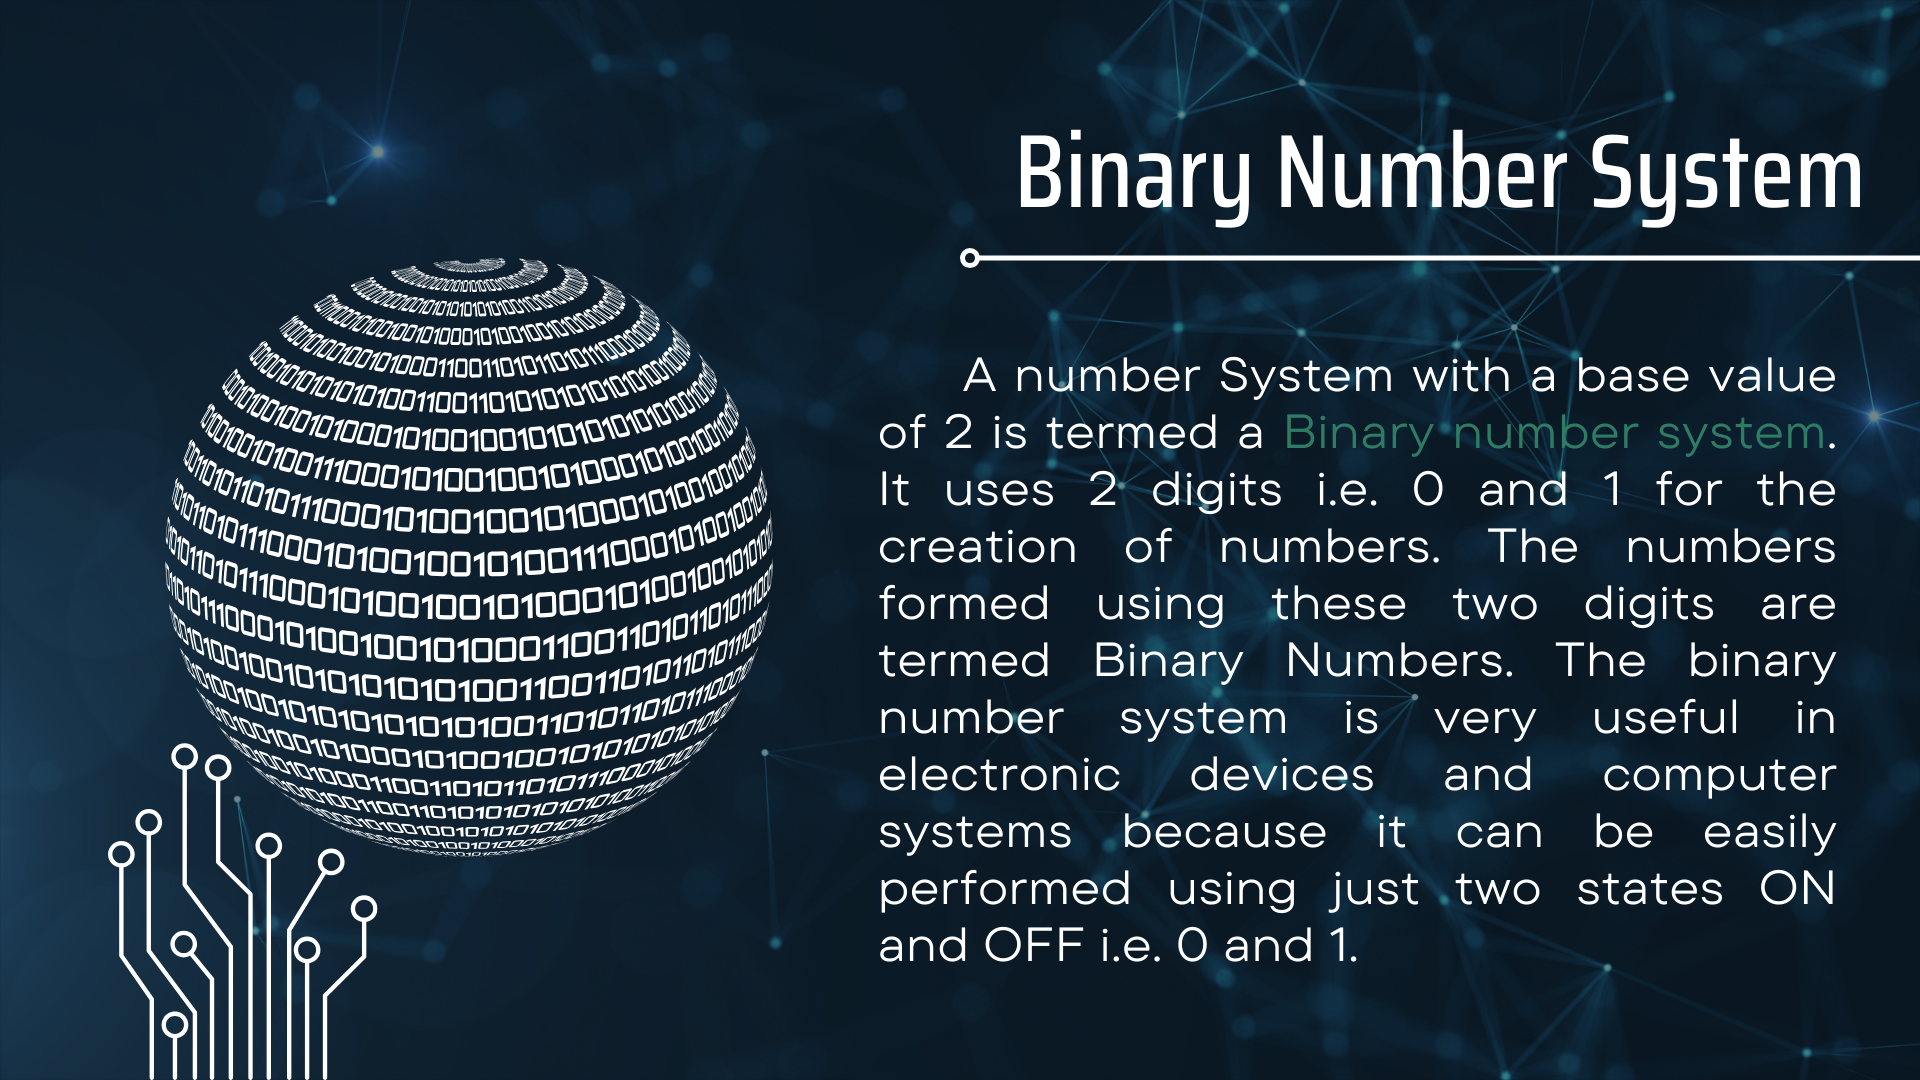 Binary Number System
A number System with a base value
of 2 is termed a Binary number system.
It uses 2 digits i.e. 0 and 1 for the
creation of numbers. The numbers
formed using these two digits are
termed Binary Numbers. The binary
number system is very useful in
electronic devices and computer
systems because it can be easily
performed using just two states ON
and OFF i.e. 0 and 1.